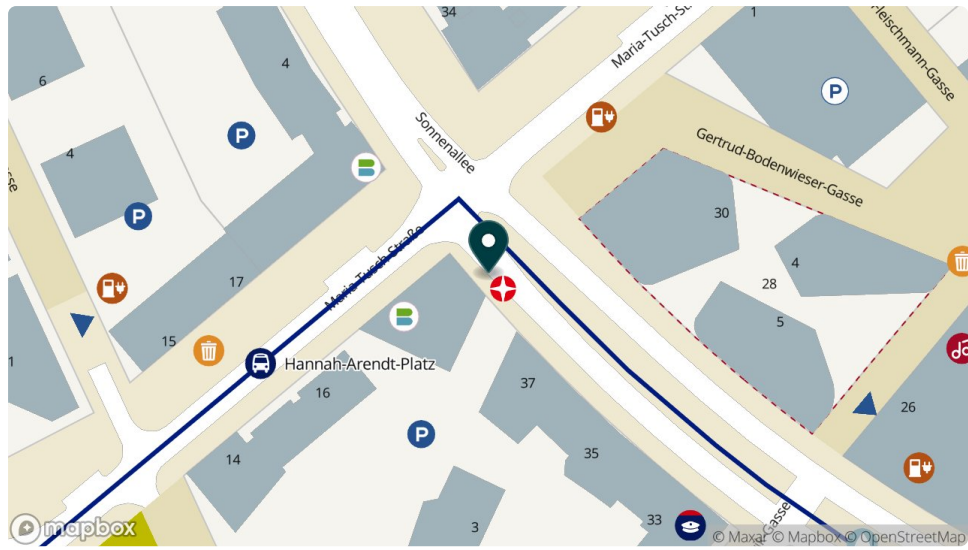 34
1
Maria-Tusch-St
leischmann-Gasse
4
6
P
P
Sonnenallee
Gertrud-Bodenwieser-Gasse
4
sse
P
30
Maria-Tusch-Straße
4
17
28
5
15
1
Hannah-Arendt-Platz
37
16
26
P
14
35
3
33
-Gasse
mapbox
© Maxar © Mapbox © OpenStreetMap